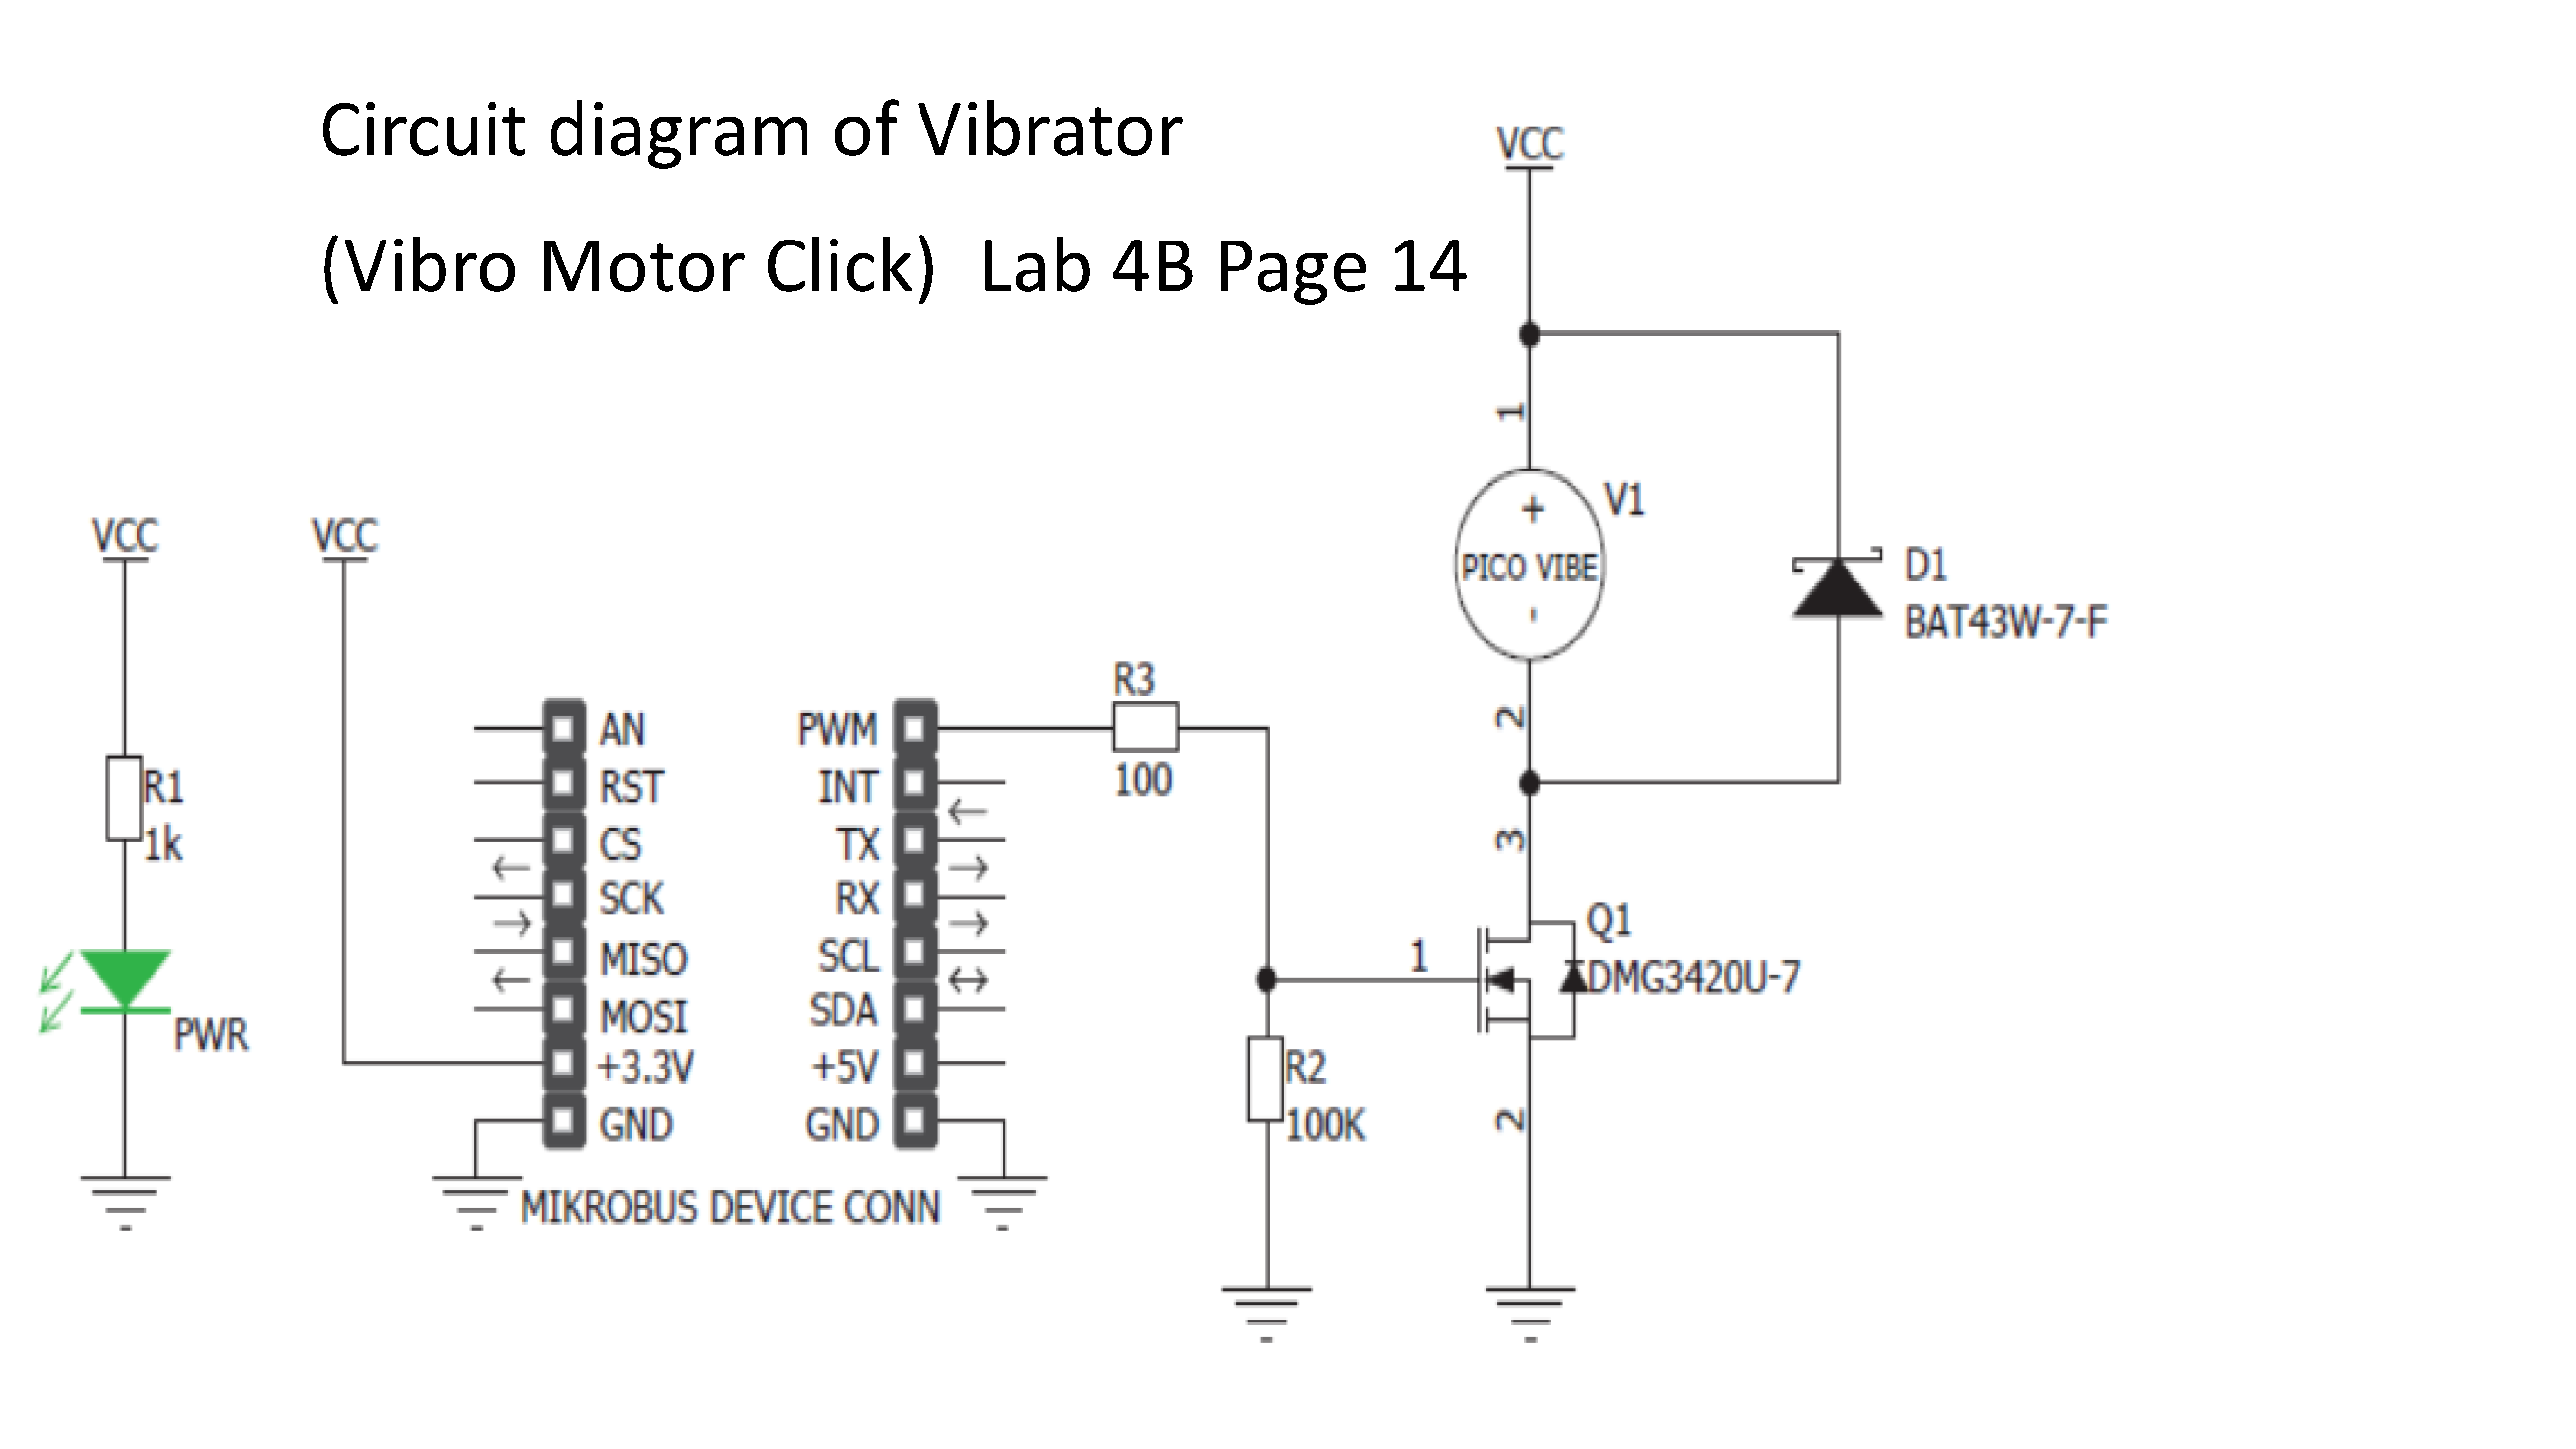 Circuit diagram of Vibrator
(Vibro Motor Click) Lab 4B Page 14
VCC
1
+
PICO VIBE
-
V1
2
D1
BAT43W-7-F
3
Q1
DMG3420U-7
1
2
VCC
R1
1k
PWR
VCC
AN
RST
CS
SCK
MISO
MOSI
+3.3V
GND
PWM
INT
TX
RX
SCL
SDA
+5V
GND
MIKROBUS DEVICE CONN
R3
100
R2
100K